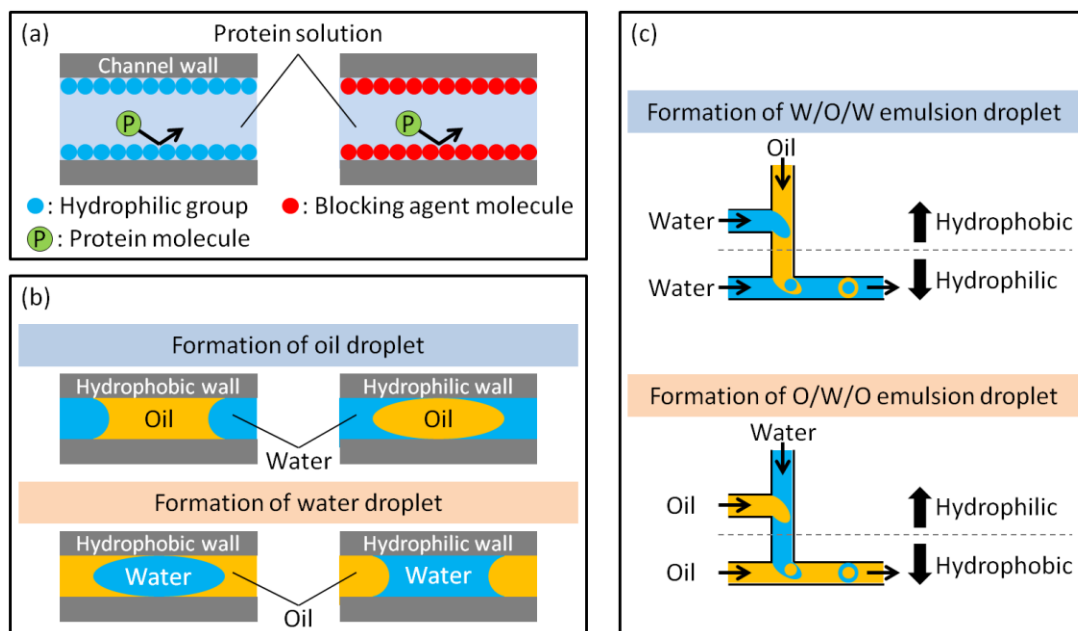 (a)
Protein solution
Channel wall
P
P
: Hydrophilic group
: Blocking agent molecule
P : Protein molecule
(b)
Formation of oil droplet
Hydrophobic wall
Hydrophilic wall
Oil
Water
Formation of water droplet
Hydrophobic wall
Hydrophilic wall
Water
Water
Oil
(c)
Formation of W/O/W emulsion droplet
Oil
Water
Hydrophobic
Water
Hydrophilic
Formation of O/W/O emulsion droplet
Water
Oil
Hydrophilic
Oil
Hydrophobic